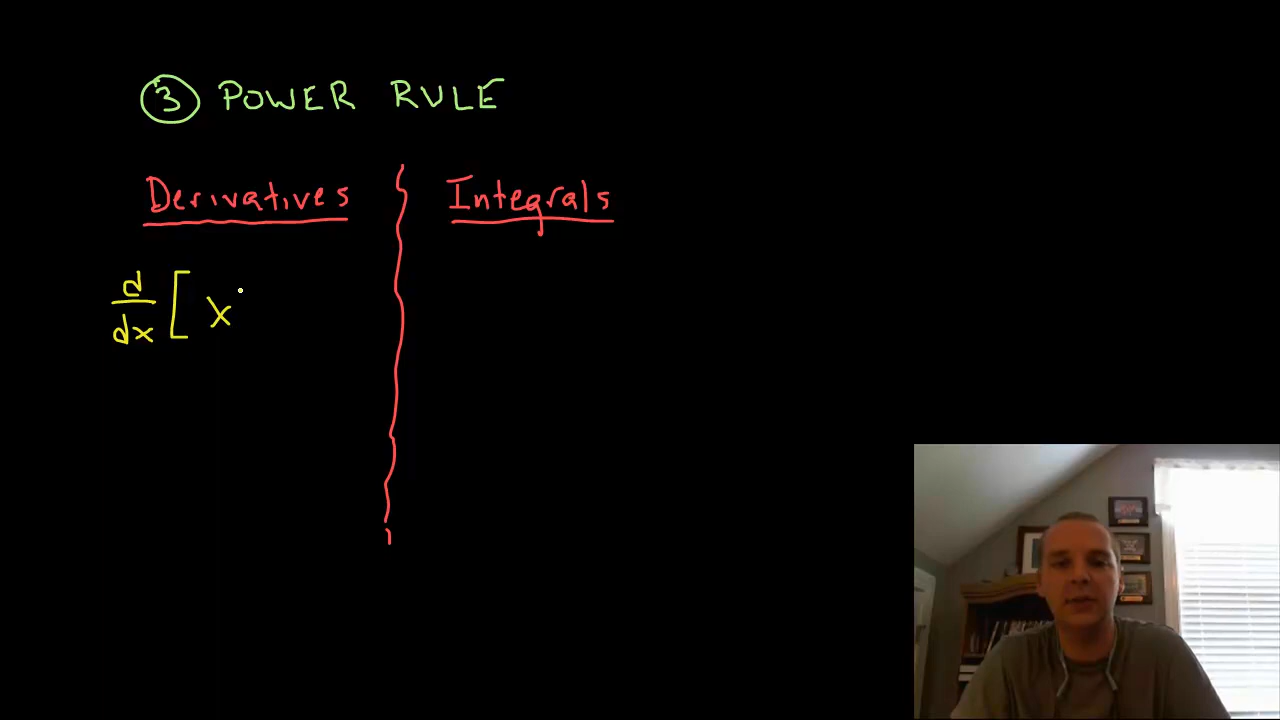 3 POWER RULE
Derivatives
Integrals
d/dx [ x